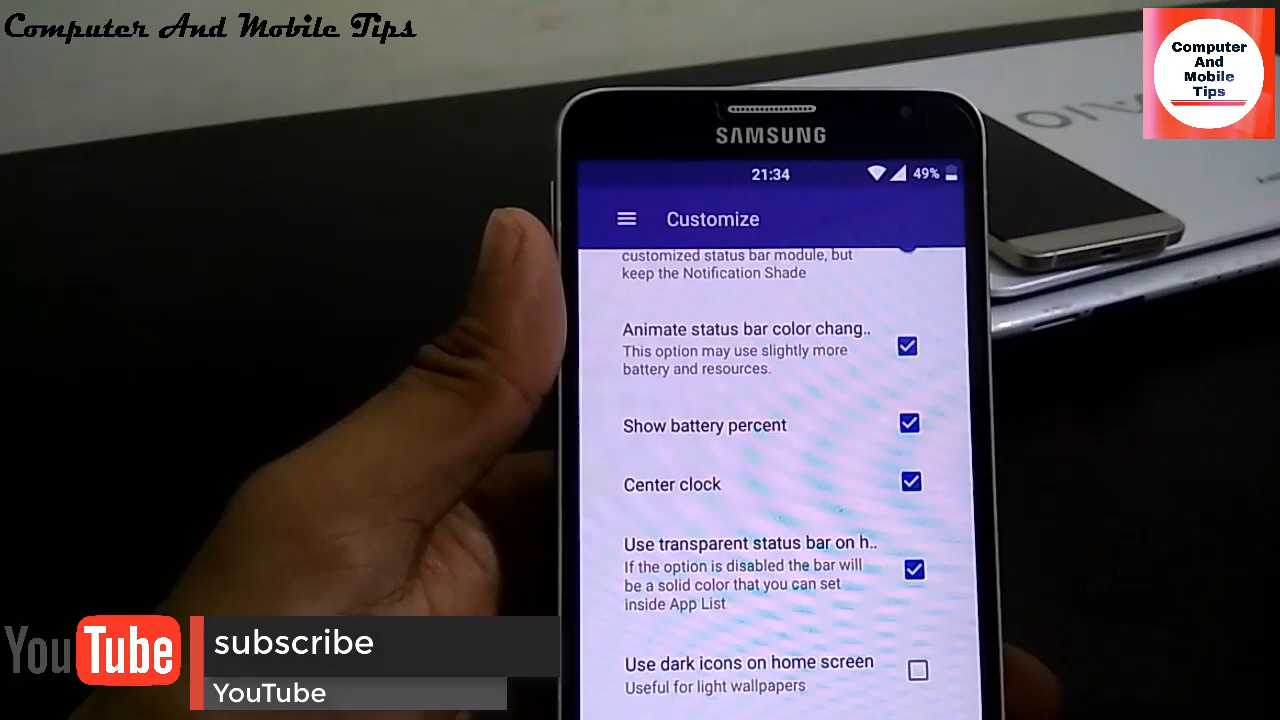 Computer And Mobile Tips
Computer
And
Mobile
Tips
VAIO
SAMSUNG
21:34
49%
Customize
customized status bar module, but
keep the Notification Shade
Animate status bar color chang..
This option may use slightly more
battery and resources.
Show battery percent
Center clock
Use transparent status bar on h..
If the option is disabled the bar will
be a solid color that you can set
inside App List
Use dark icons on home screen
Useful for light wallpapers
YouTube
subscribe
YouTube